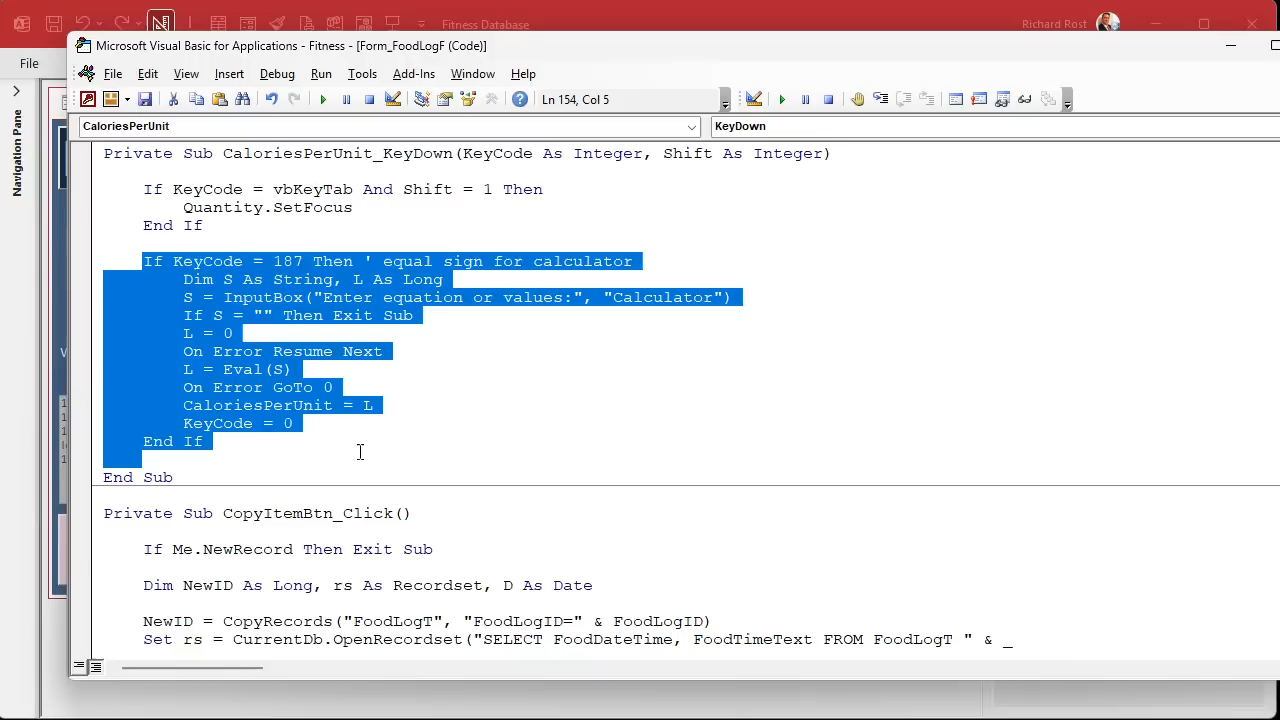 Fitness Database
Richard Rost
Microsoft Visual Basic for Applications - Fitness - [Form_FoodLogF (Code)]
File
File Edit View Insert Debug Run Tools Add-Ins Window Help
Ln 154, Col 5
Navigation Pane
CaloriesPerUnit
KeyDown
Private Sub CaloriesPerUnit_KeyDown(KeyCode As Integer, Shift As Integer)
If KeyCode = vbKeyTab And Shift = 1 Then
Quantity.SetFocus
End If
If KeyCode = 187 Then ' equal sign for calculator
Dim S As String, L As Long
S = InputBox("Enter equation or values:", "Calculator")
If S = "" Then Exit Sub
L = 0
On Error Resume Next
L = Eval(S)
On Error GoTo 0
CaloriesPerUnit = L
KeyCode = 0
End If
End Sub
Private Sub CopyItemBtn_Click()
If Me.NewRecord Then Exit Sub
Dim NewID As Long, rs As Recordset, D As Date
NewID = CopyRecords("FoodLogT", "FoodLogID=" & FoodLogID)
Set rs = CurrentDb.OpenRecordset("SELECT FoodDateTime, FoodTimeText FROM FoodLogT " & _